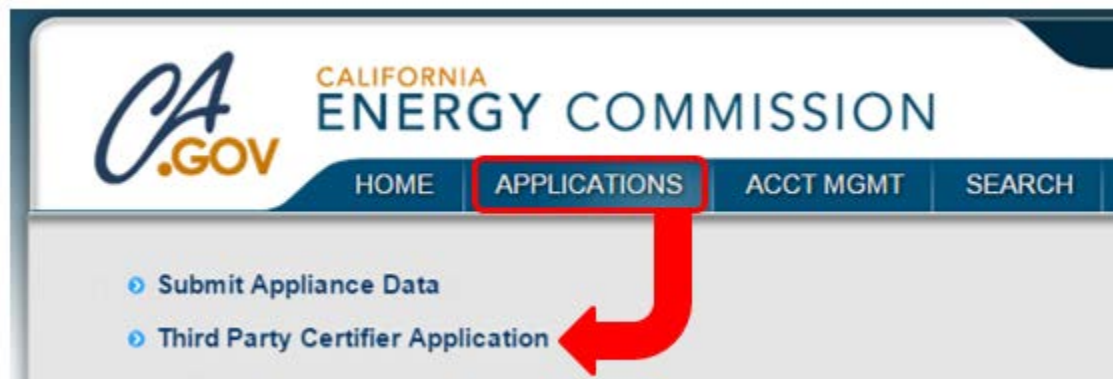 CA
.GOV
CALIFORNIA
ENERGY COMMISSION
HOME APPLICATIONS ACCT MGMT SEARCH
Submit Appliance Data
Third Party Certifier Application